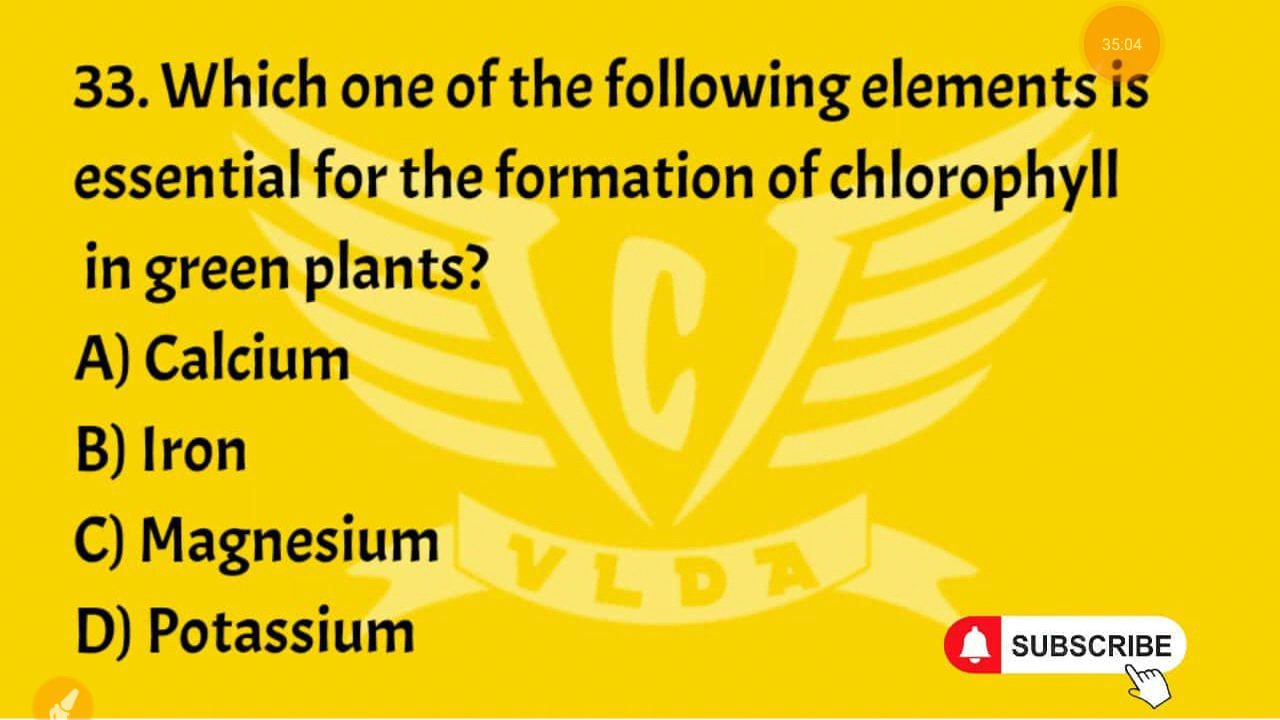 35:04
33. Which one of the following elements is
essential for the formation of chlorophyll
in green plants?
A) Calcium
B) Iron
C) Magnesium
D) Potassium
C
VLDA
SUBSCRIBE